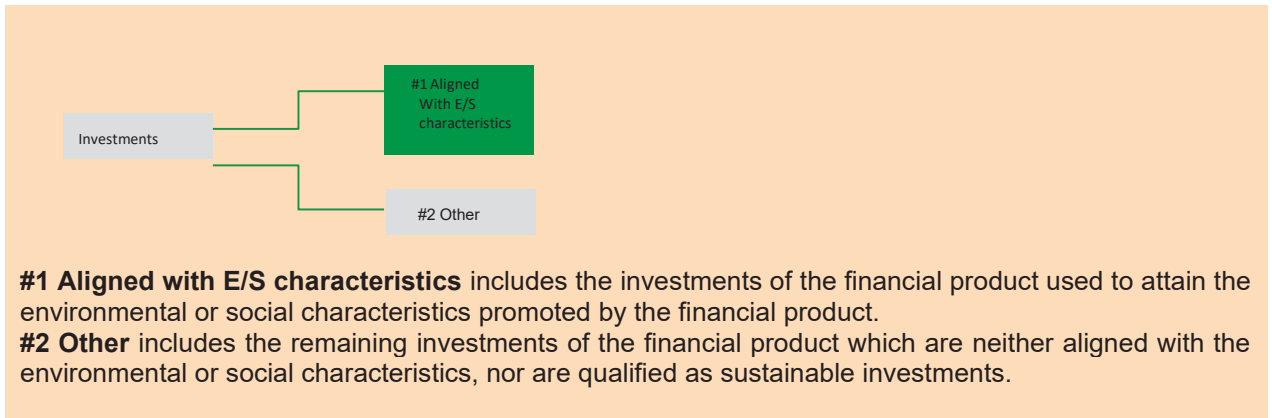 #1 Aligned
With E/S
characteristics
Investments
#2 Other
#1 Aligned with E/S characteristics includes the investments of the financial product used to attain the
environmental or social characteristics promoted by the financial product.
#2 Other includes the remaining investments of the financial product which are neither aligned with the
environmental or social characteristics, nor are qualified as sustainable investments.